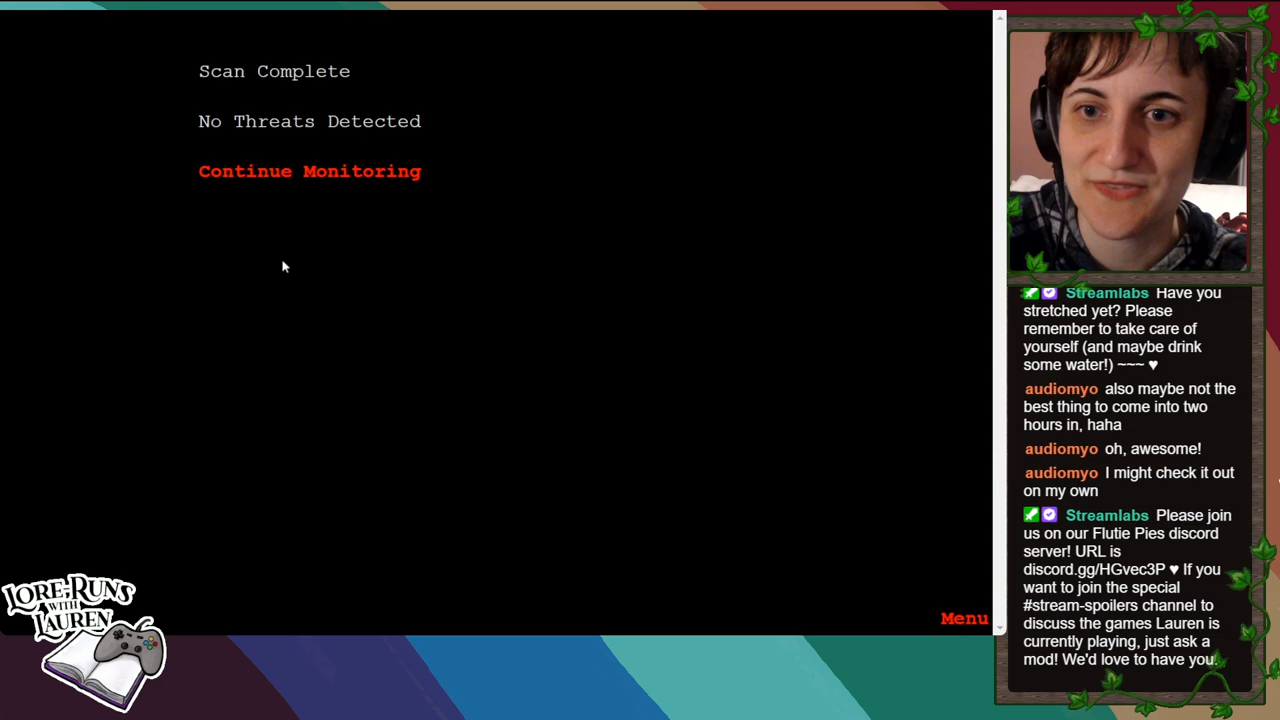 Scan Complete
No Threats Detected
Continue Monitoring
Menu
LORE-RUNS
WITH
LAUREN
Streamlabs Have you
stretched yet? Please
remember to take care of
yourself (and maybe drink
some water!) ~~~ ♥
audiomyo also maybe not the
best thing to come into two
hours in, haha
audiomyo oh, awesome!
audiomyo I might check it out
on my own
Streamlabs Please join
us on our Flutie Pies discord
server! URL is
discord.gg/HGvec3P ♥ If you
want to join the special
#stream-spoilers channel to
discuss the games Lauren is
currently playing, just ask a
mod! We'd love to have you.